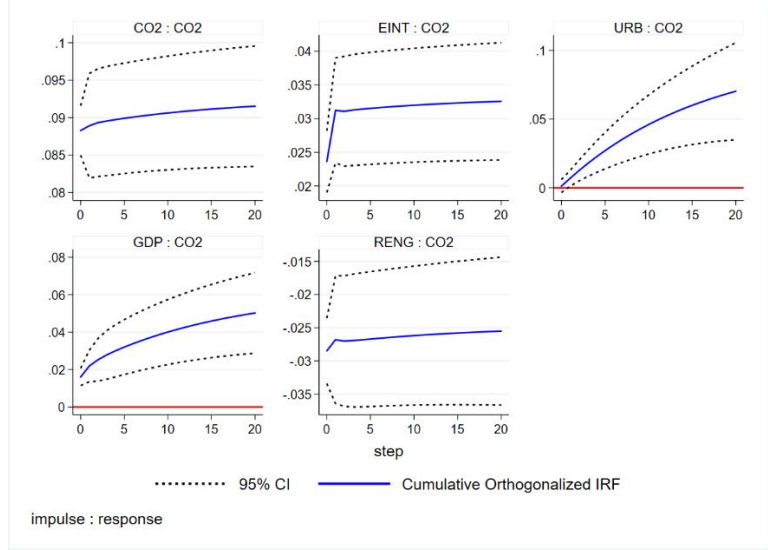 CO2 : CO2
EINT : CO2
URB : CO2
.1
.095
.09
.085
.08
0 5 10 15 20
.04
.035
.03
.025
.02
0 5 10 15 20
.1
.05
0
0 5 10 15 20
GDP : CO2
RENG : CO2
.08
.06
.04
.02
0
0 5 10 15 20
-.015
-.02
-.025
-.03
-.035
0 5 10 15 20
step
95% CI
Cumulative Orthogonalized IRF
impulse : response